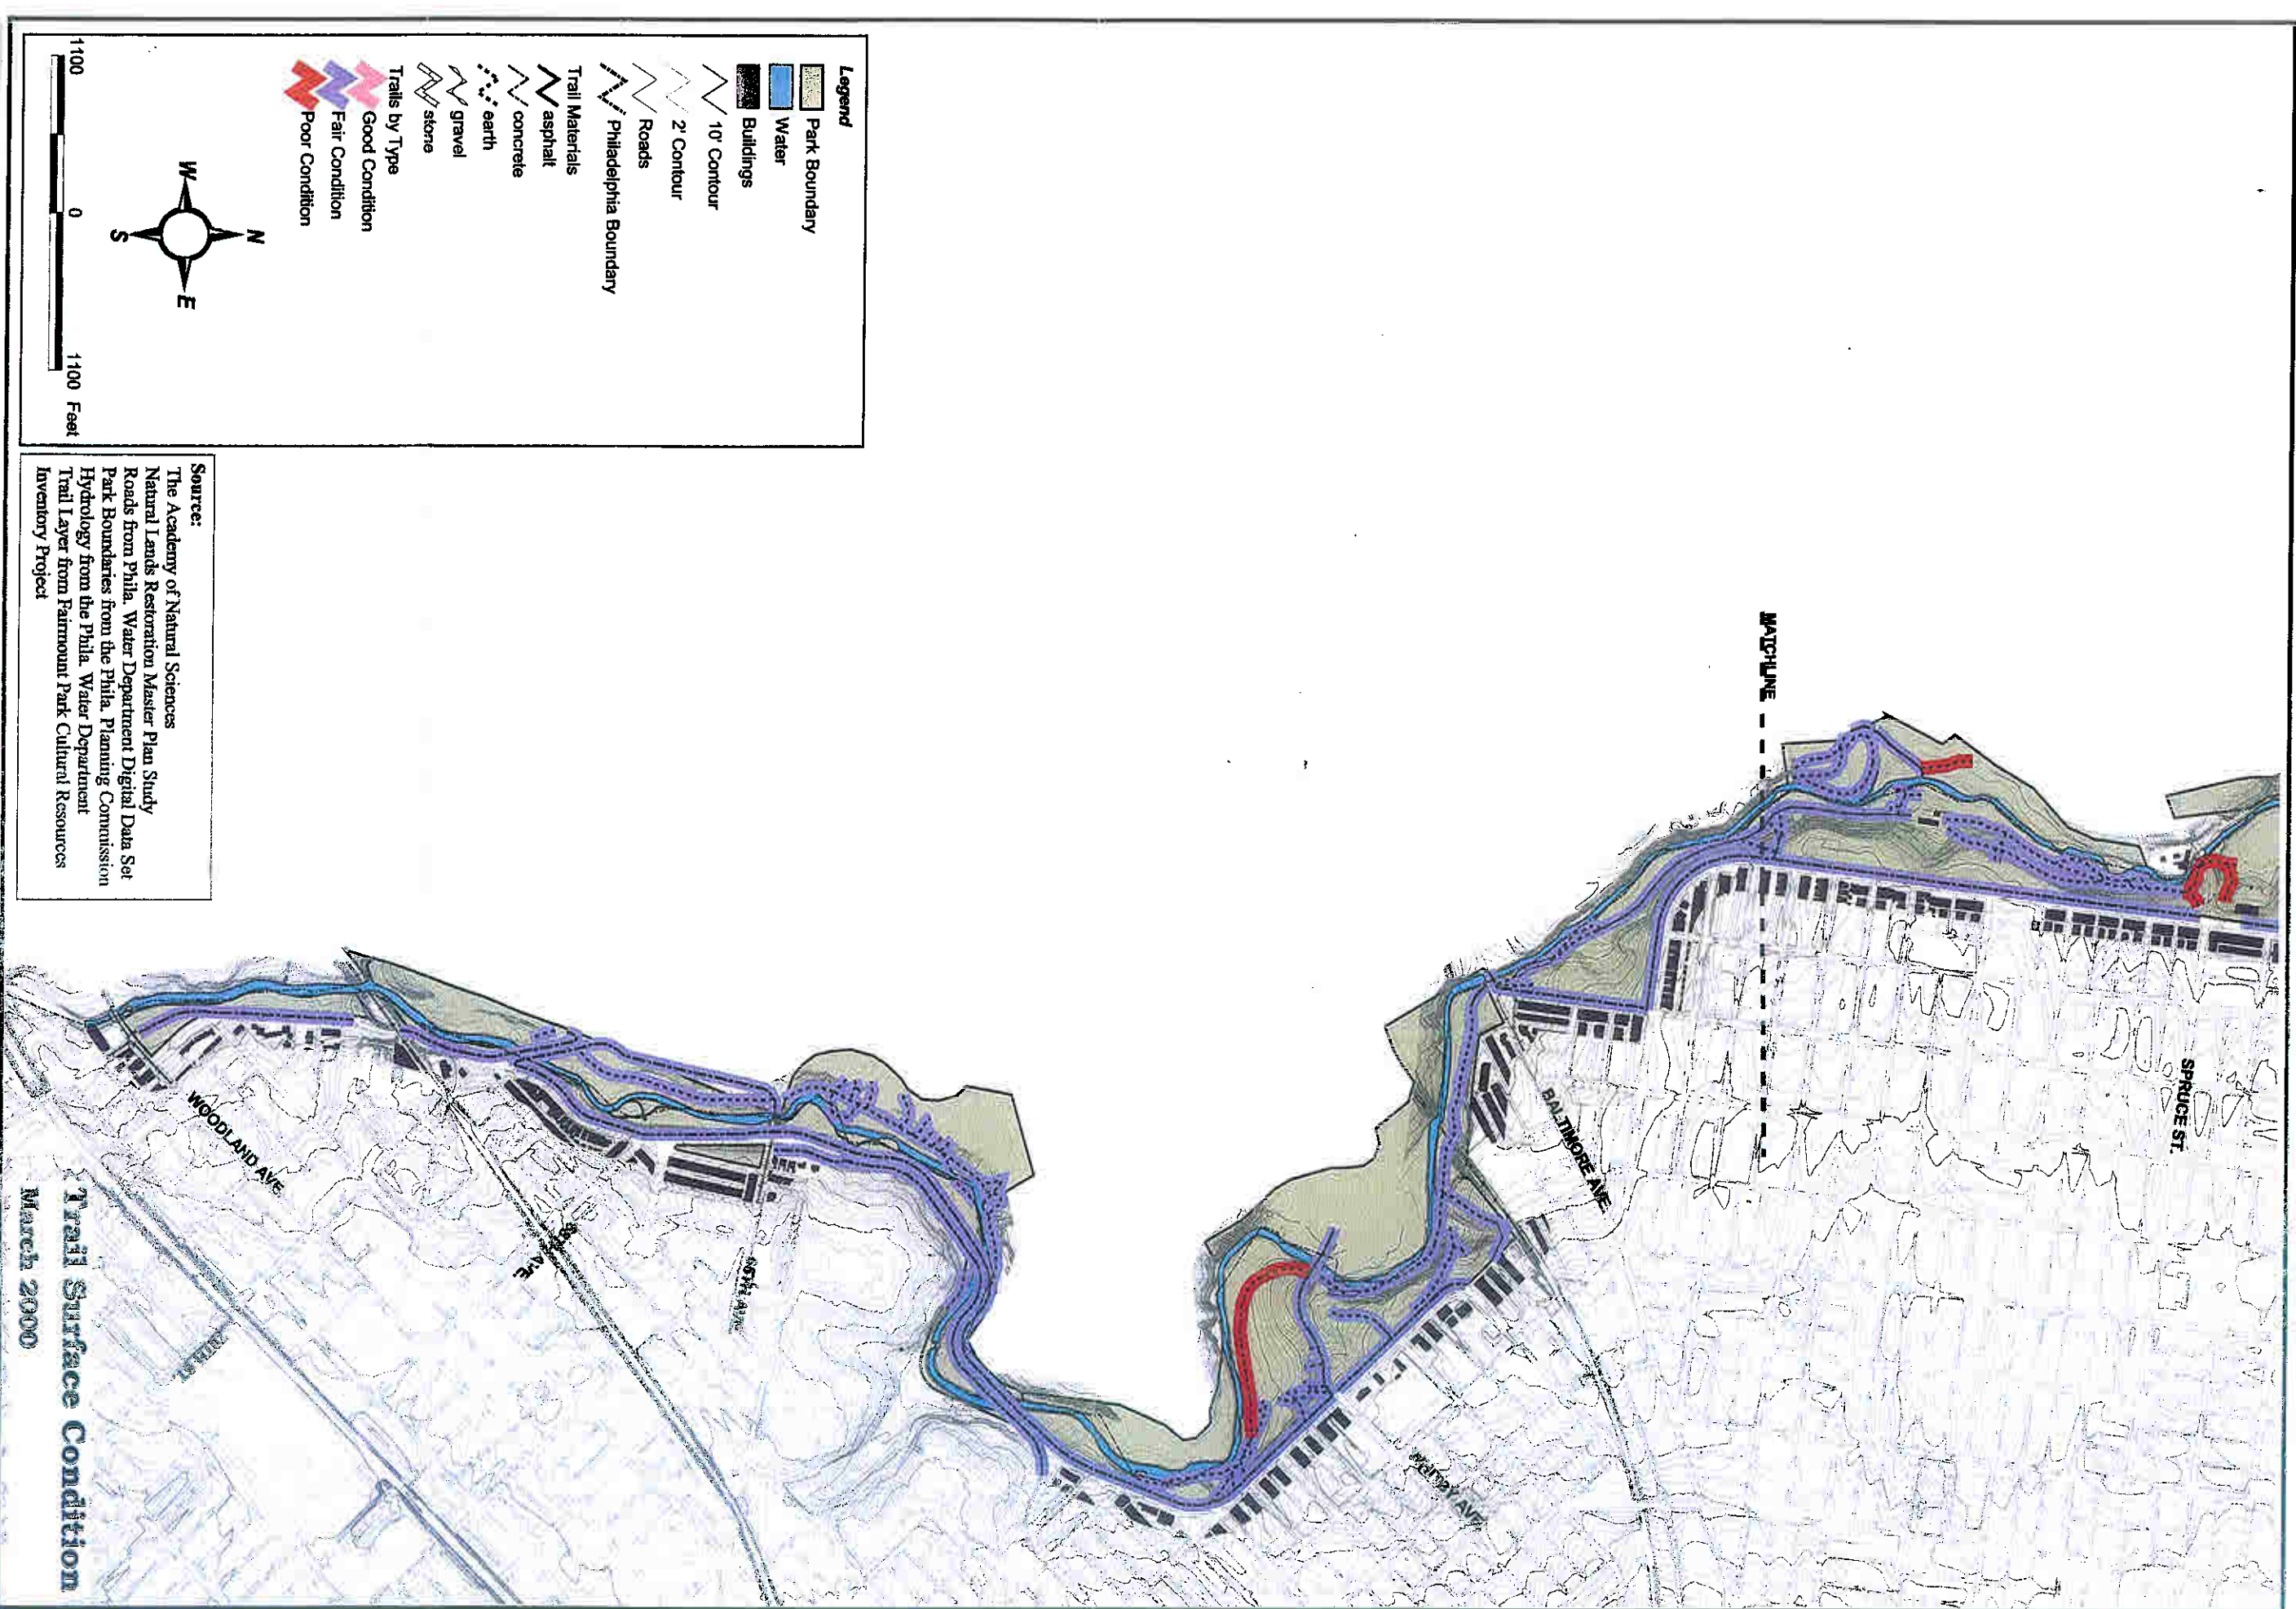 Legend
Park Boundary
Water
Buildings
10' Contour
2' Contour
Roads
Philadelphia Boundary
Trail Materials
asphalt
concrete
earth
gravel
stone
Trails by Type
Good Condition
Fair Condition
Poor Condition
N
W
E
S
1100 0 1100 Feet
Source:
The Academy of Natural Sciences
Natural Lands Restoration Master Plan Study
Roads from Phila. Water Department Digital Data Set
Park Boundaries from the Phila. Planning Commission
Hydrology from the Phila. Water Department
Trail Layer from Fairmount Park Cultural Resources
Inventory Project
MATCHLINE
SPRUCE ST.
BALTIMORE AVE
AVE
WOODLAND AVE
AVE.
Trail Surface Condition
March 2000